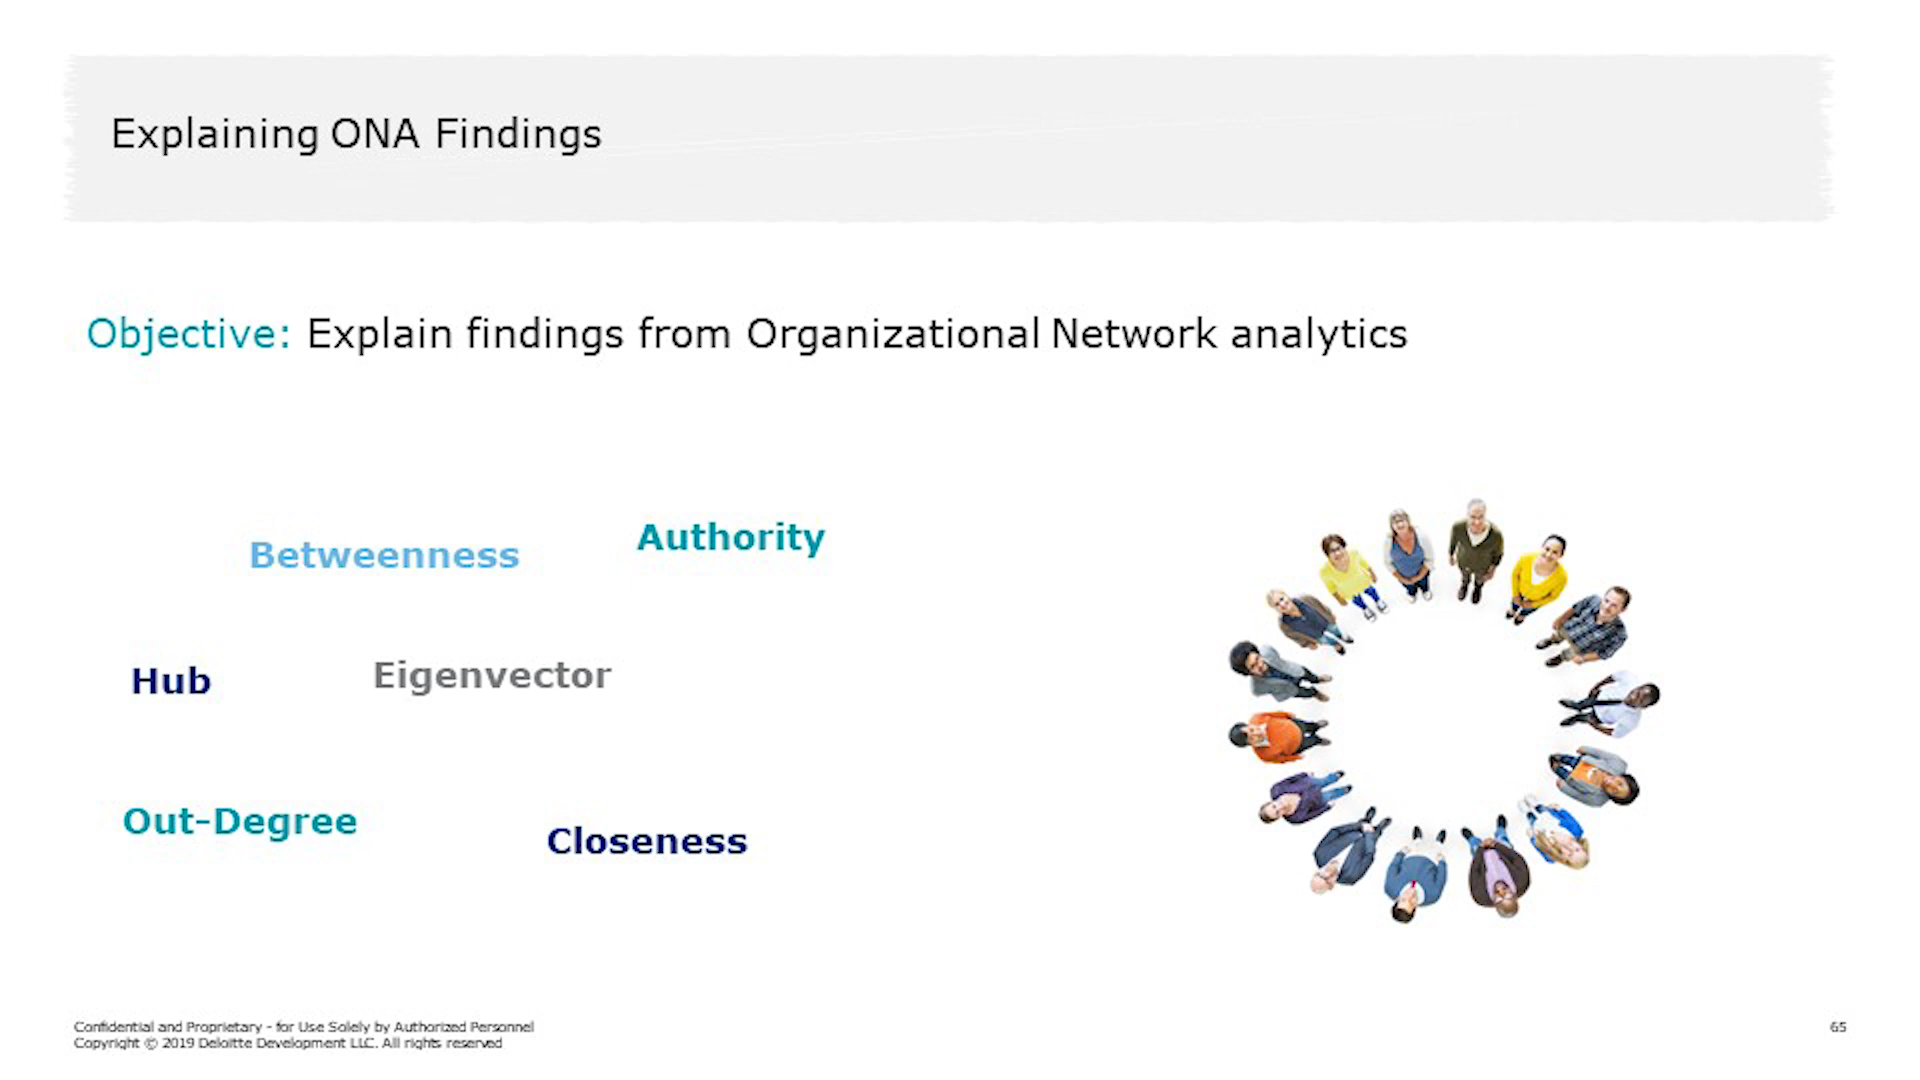 Explaining ONA Findings
Objective: Explain findings from Organizational Network analytics
Betweenness
Authority
Hub
Eigenvector
Out-Degree
Closeness
Confidential and Proprietary - for Use Solely by Authorized Personnel
Copyright © 2019 Deloitte Development LLC. All rights reserved
65